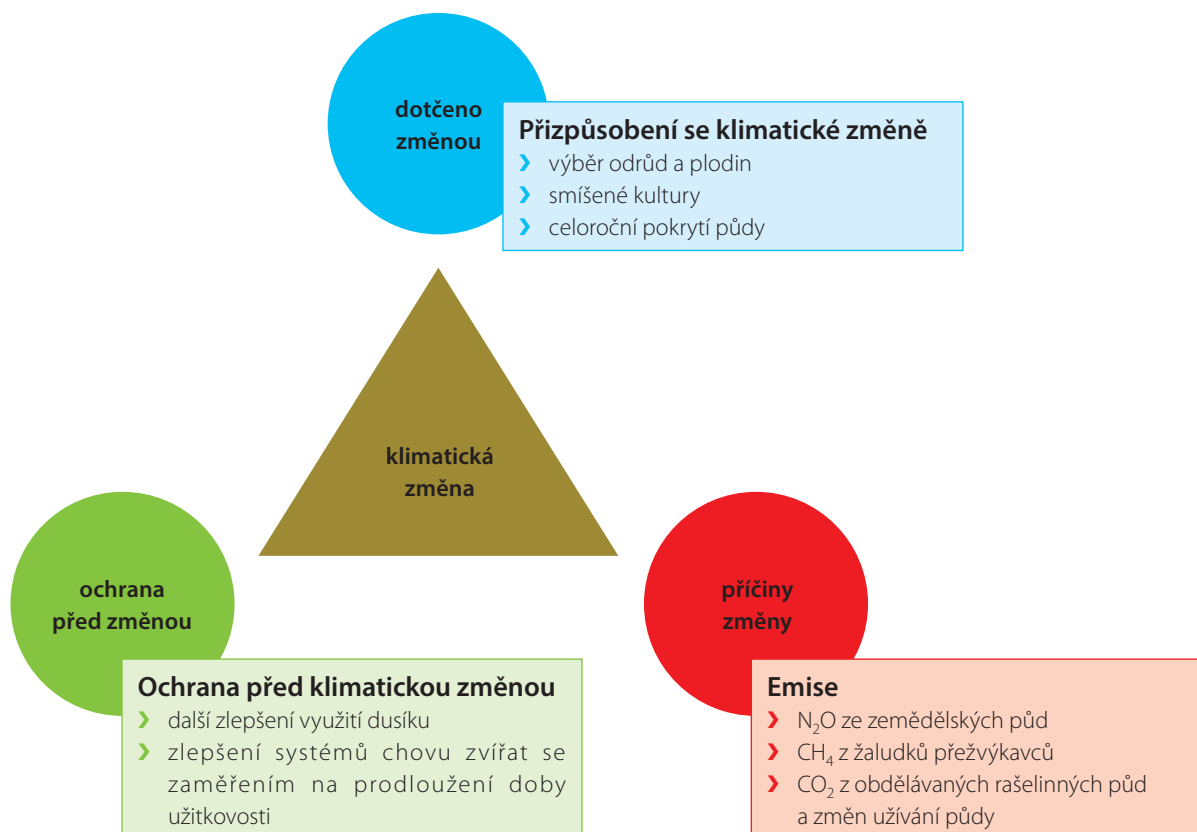 dotčeno
změnou
Přizpůsobení se klimatické změně
› výběr odrůd a plodin
› smíšené kultury
› celoroční pokrytí půdy
klimatická
změna
ochrana
před změnou
Ochrana před klimatickou změnou
› další zlepšení využití dusíku
› zlepšení systémů chovu zvířat se
zaměřením na prodloužení doby
užitkovosti
příčiny
změny
Emise
› N₂O ze zemědělských půd
› CH₄ z žaludků přežvýkavců
› CO₂ z obdělávaných rašelinných půd
a změn užívání půdy